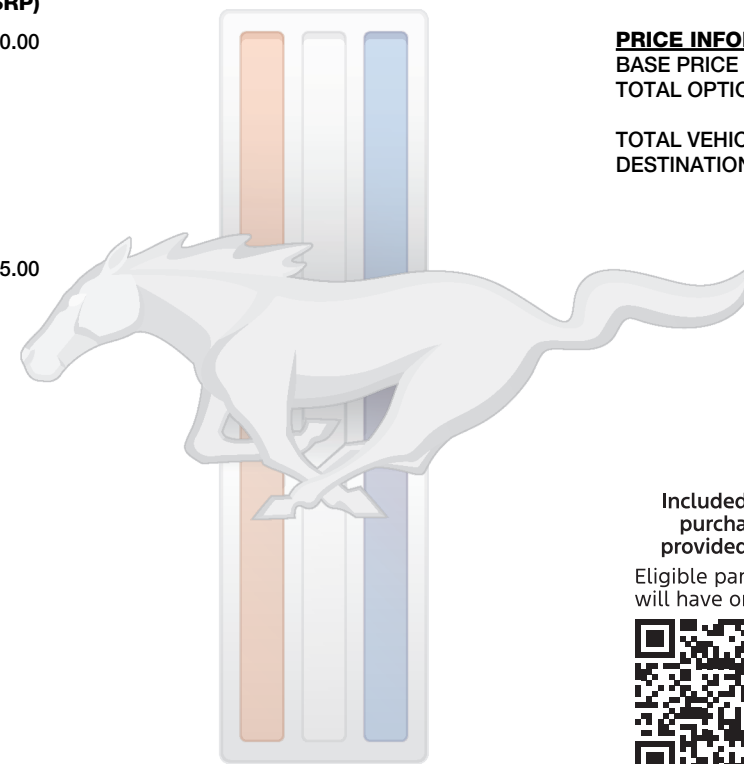 SRP)
0.00
5.00
PRICE INFO
BASE PRICE
TOTAL OPTIO
TOTAL VEHIC
DESTINATION
Included
purcha
provided
Eligible par
will have o